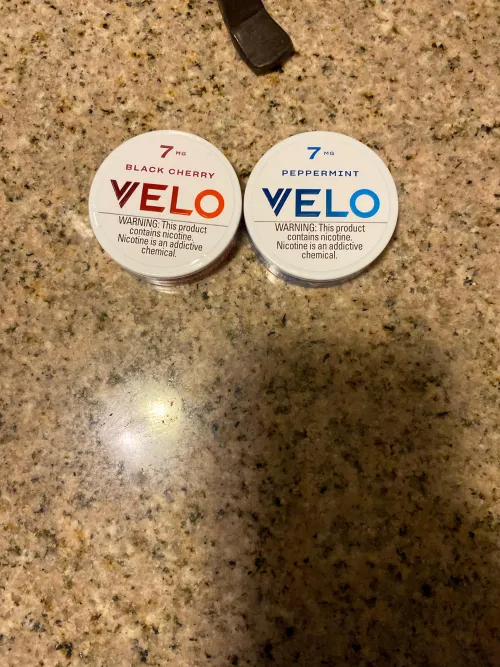 7 MG
BLACK CHERRY
VELO
WARNING: This product
contains nicotine.
Nicotine is an addictive
chemical.
7 MG
PEPPERMINT
VELO
WARNING: This product
contains nicotine.
Nicotine is an addictive
chemical.